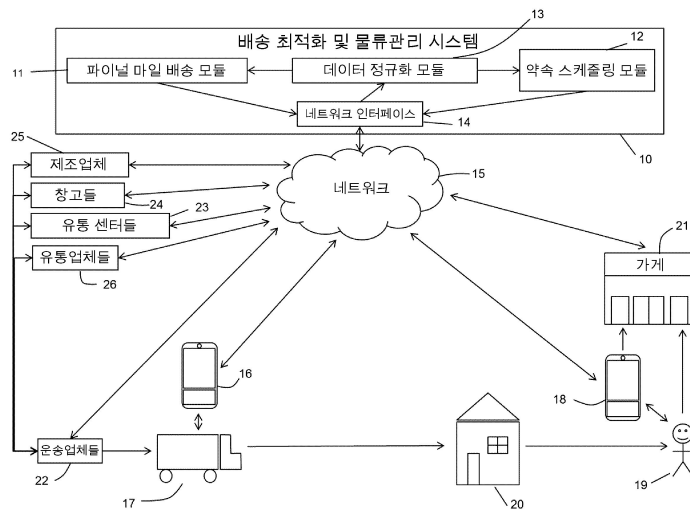 배송 최적화 및 물류관리 시스템
13
12
11
파이널 마일 배송 모듈
데이터 정규화 모듈
약속 스케줄링 모듈
네트워크 인터페이스
14
10
25
제조업체
창고들
24
유통 센터들
23
유통업체들
26
네트워크
15
21
가게
16
18
운송업체들
22
17
20
19